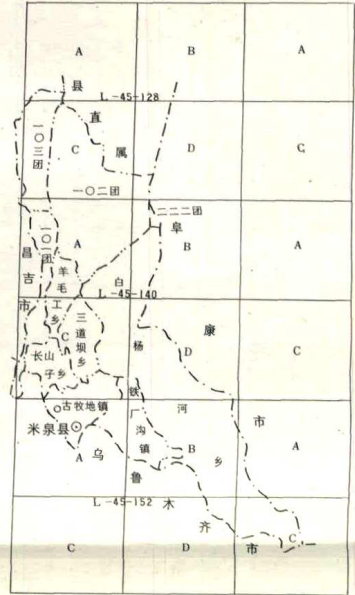 A B A
县
L-45-128
直
属
一〇三团
C D C
一〇二团
二二二团
阜
一〇一团
A B A
昌吉市
羊毛工乡
白
L-45-140
三道坝乡
康
C
长山子乡
杨
D C
铁厂沟镇
古牧地镇
河
市
米泉县
乌
B
乡
A
A
鲁
L-45-152
木
齐
市
C
C D